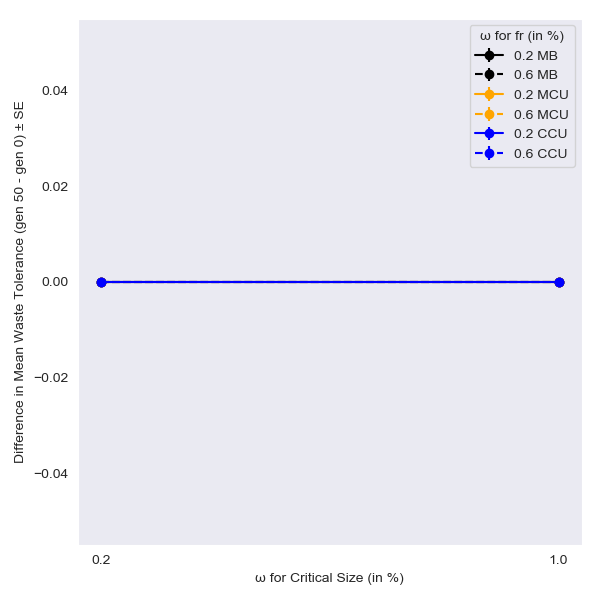 ω for fr (in %)
0.2 MB
0.6 MB
0.2 MCU
0.6 MCU
0.2 CCU
0.6 CCU
Difference in Mean Waste Tolerance (gen 50 - gen 0) ± SE
0.04
0.02
0.00
−0.02
−0.04
0.2 1.0
ω for Critical Size (in %)